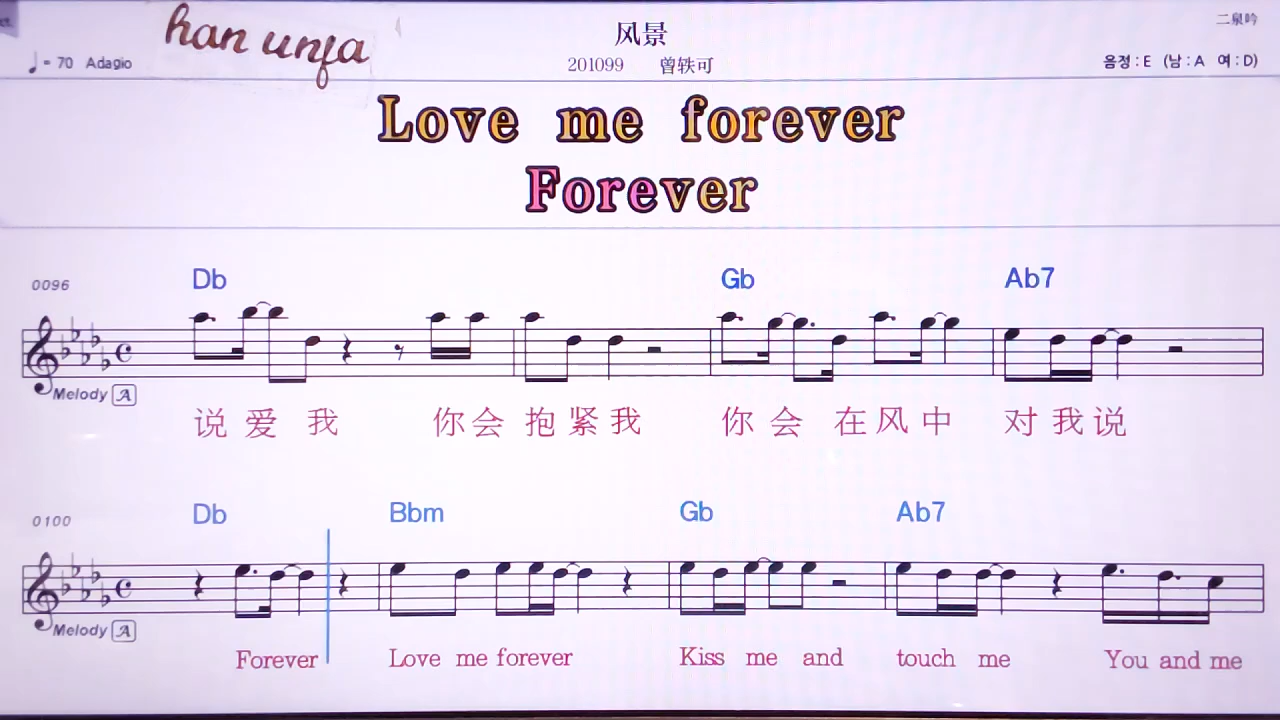 han unfa
风景
二泉吟
♩= 70 Adagio
201099 曾轶可
음정 : E (남 : A 여 : D)
Love me forever
Forever
0096
Db Gb Ab7
Melody A
说 爱 我 你 会 抱 紧 我 你 会 在 风 中 对 我 说
0100
Db Bbm Gb Ab7
Melody A
Forever Love me forever Kiss me and touch me You and me